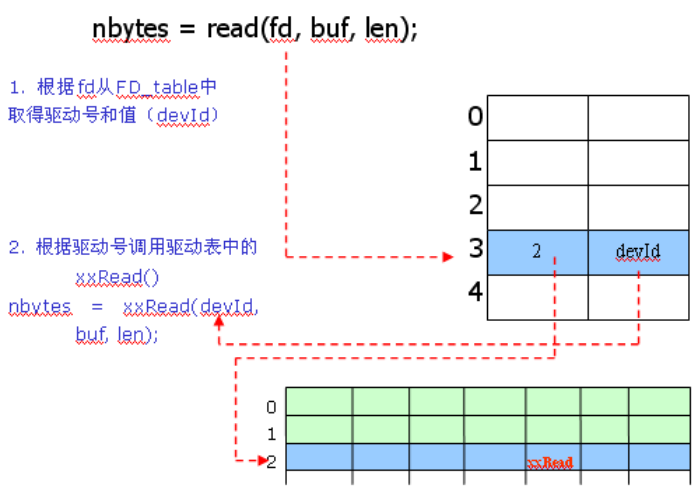 nbytes = read(fd, buf, len);
1. 根据fd从FD_table中
取得驱动号和值（devId）
0
1
2
3 2 devId
4
2. 根据驱动号调用驱动表中的
xxRead()
nbytes = xxRead(devId,
buf, len);
0
1
2 xxRead